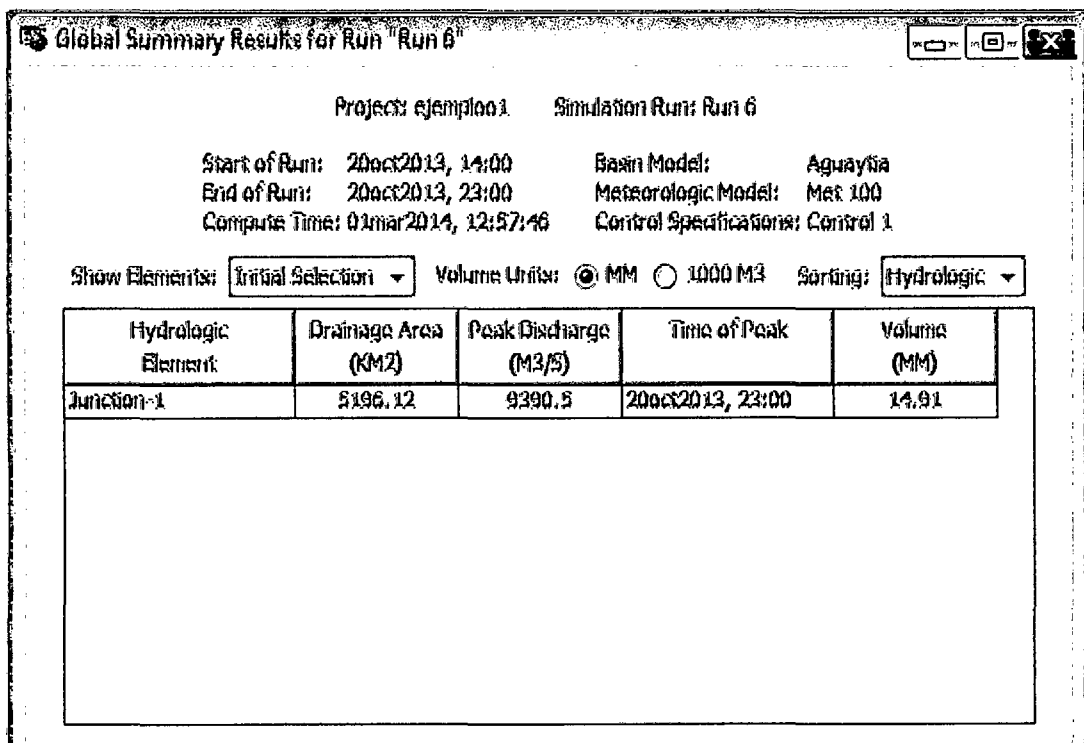 Global Summary Results for Run "Run 6"
Project: ejemploo1 Simulation Run: Run 6
Start of Run: 20oct2013, 14:00 Basin Model: Aguaytia
End of Run: 20oct2013, 23:00 Meteorologic Model: Met 100
Compute Time: 01mar2014, 12:57:46 Control Specifications: Control 1
Show Elements: Initial Selection Volume Units: MM 1000 M3 Sorting: Hydrologic
Hydrologic Element Drainage Area (KM2) Peak Discharge (M3/S) Time of Peak Volume (MM)
Junction-1 5196.12 9390.5 20oct2013, 23:00 14.91